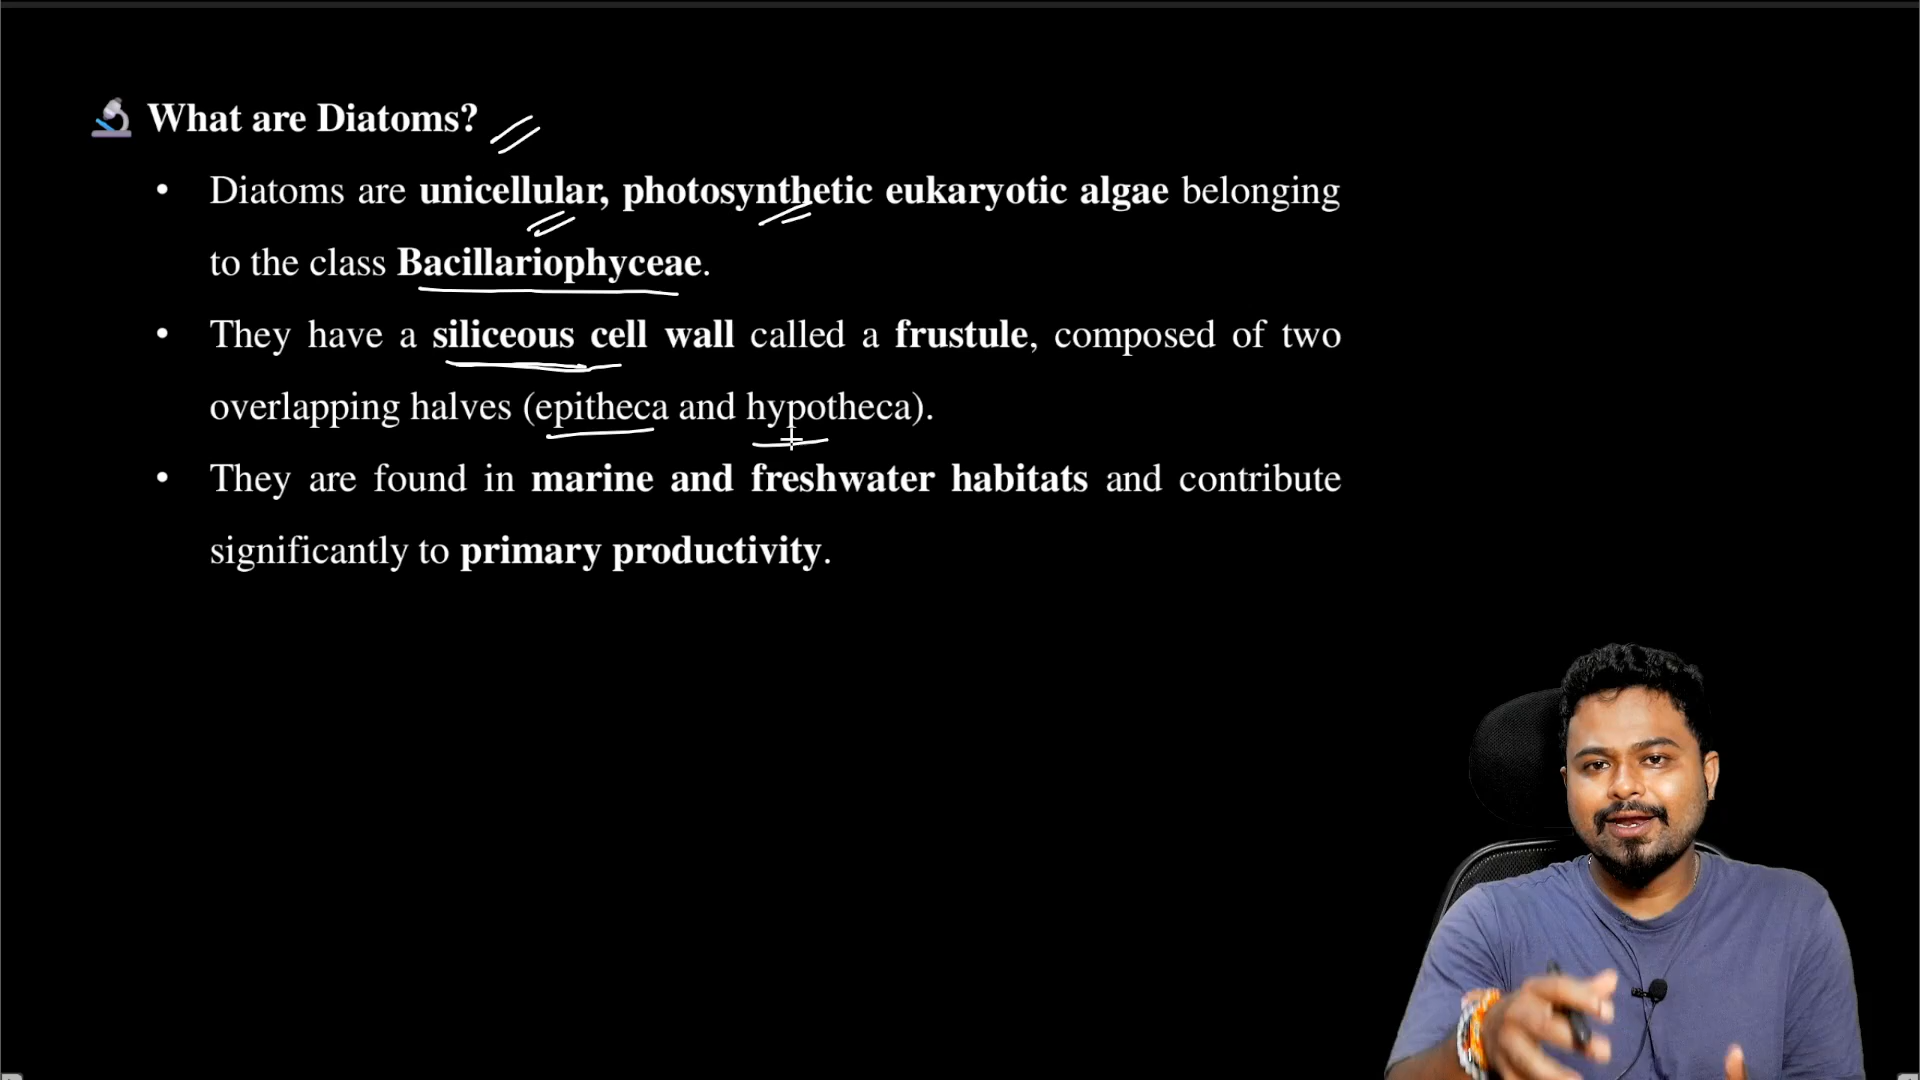 What are Diatoms?
• Diatoms are unicellular, photosynthetic eukaryotic algae belonging
to the class Bacillariophyceae.
• They have a siliceous cell wall called a frustule, composed of two
overlapping halves (epitheca and hypotheca).
• They are found in marine and freshwater habitats and contribute
significantly to primary productivity.